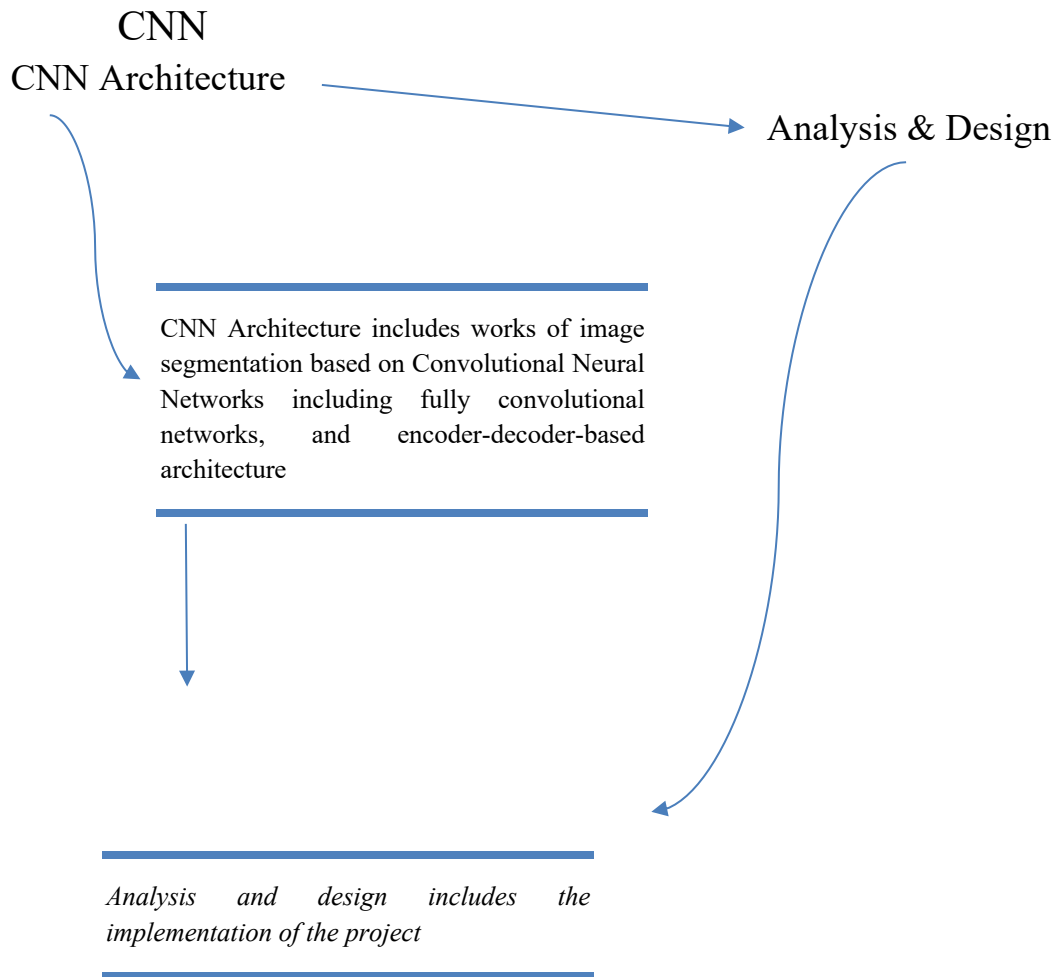 CNN
CNN Architecture
Analysis & Design
CNN Architecture includes works of image
segmentation based on Convolutional Neural
Networks including fully convolutional
networks, and encoder-decoder-based
architecture
Analysis and design includes the
implementation of the project